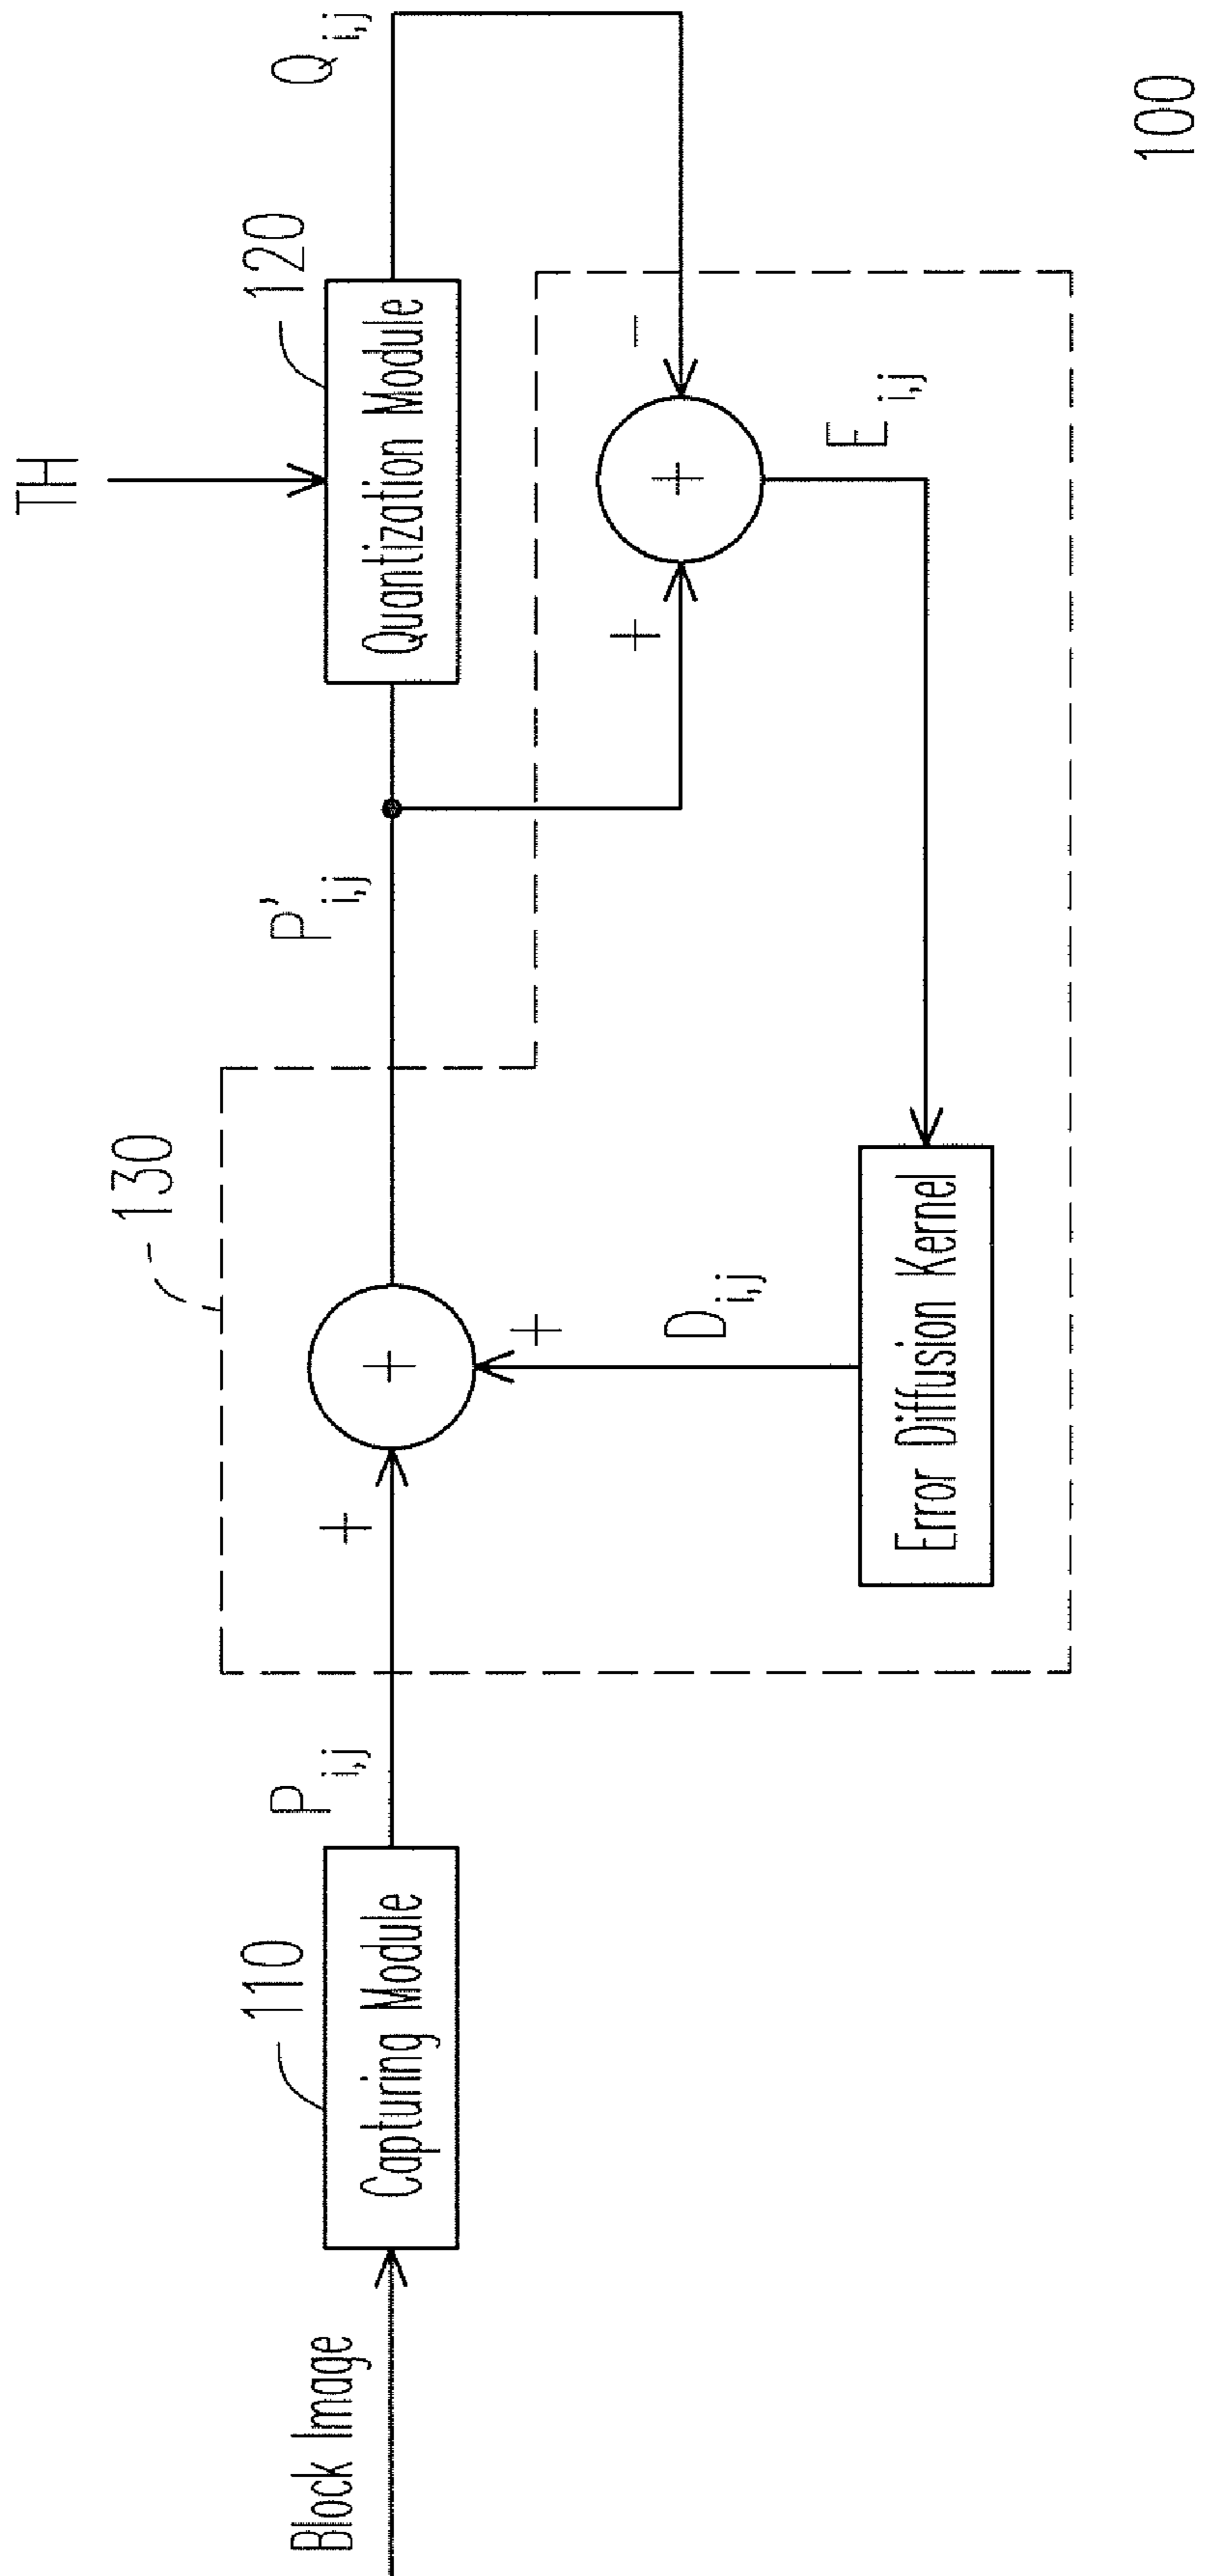 TH
120
Q i,j
Quantization Module
P' i,j
130
+
−
+
E i,j
+
+
D i,j
+
Error Diffusion Kernel
P i,j
110
Capturing Module
Block Image
100